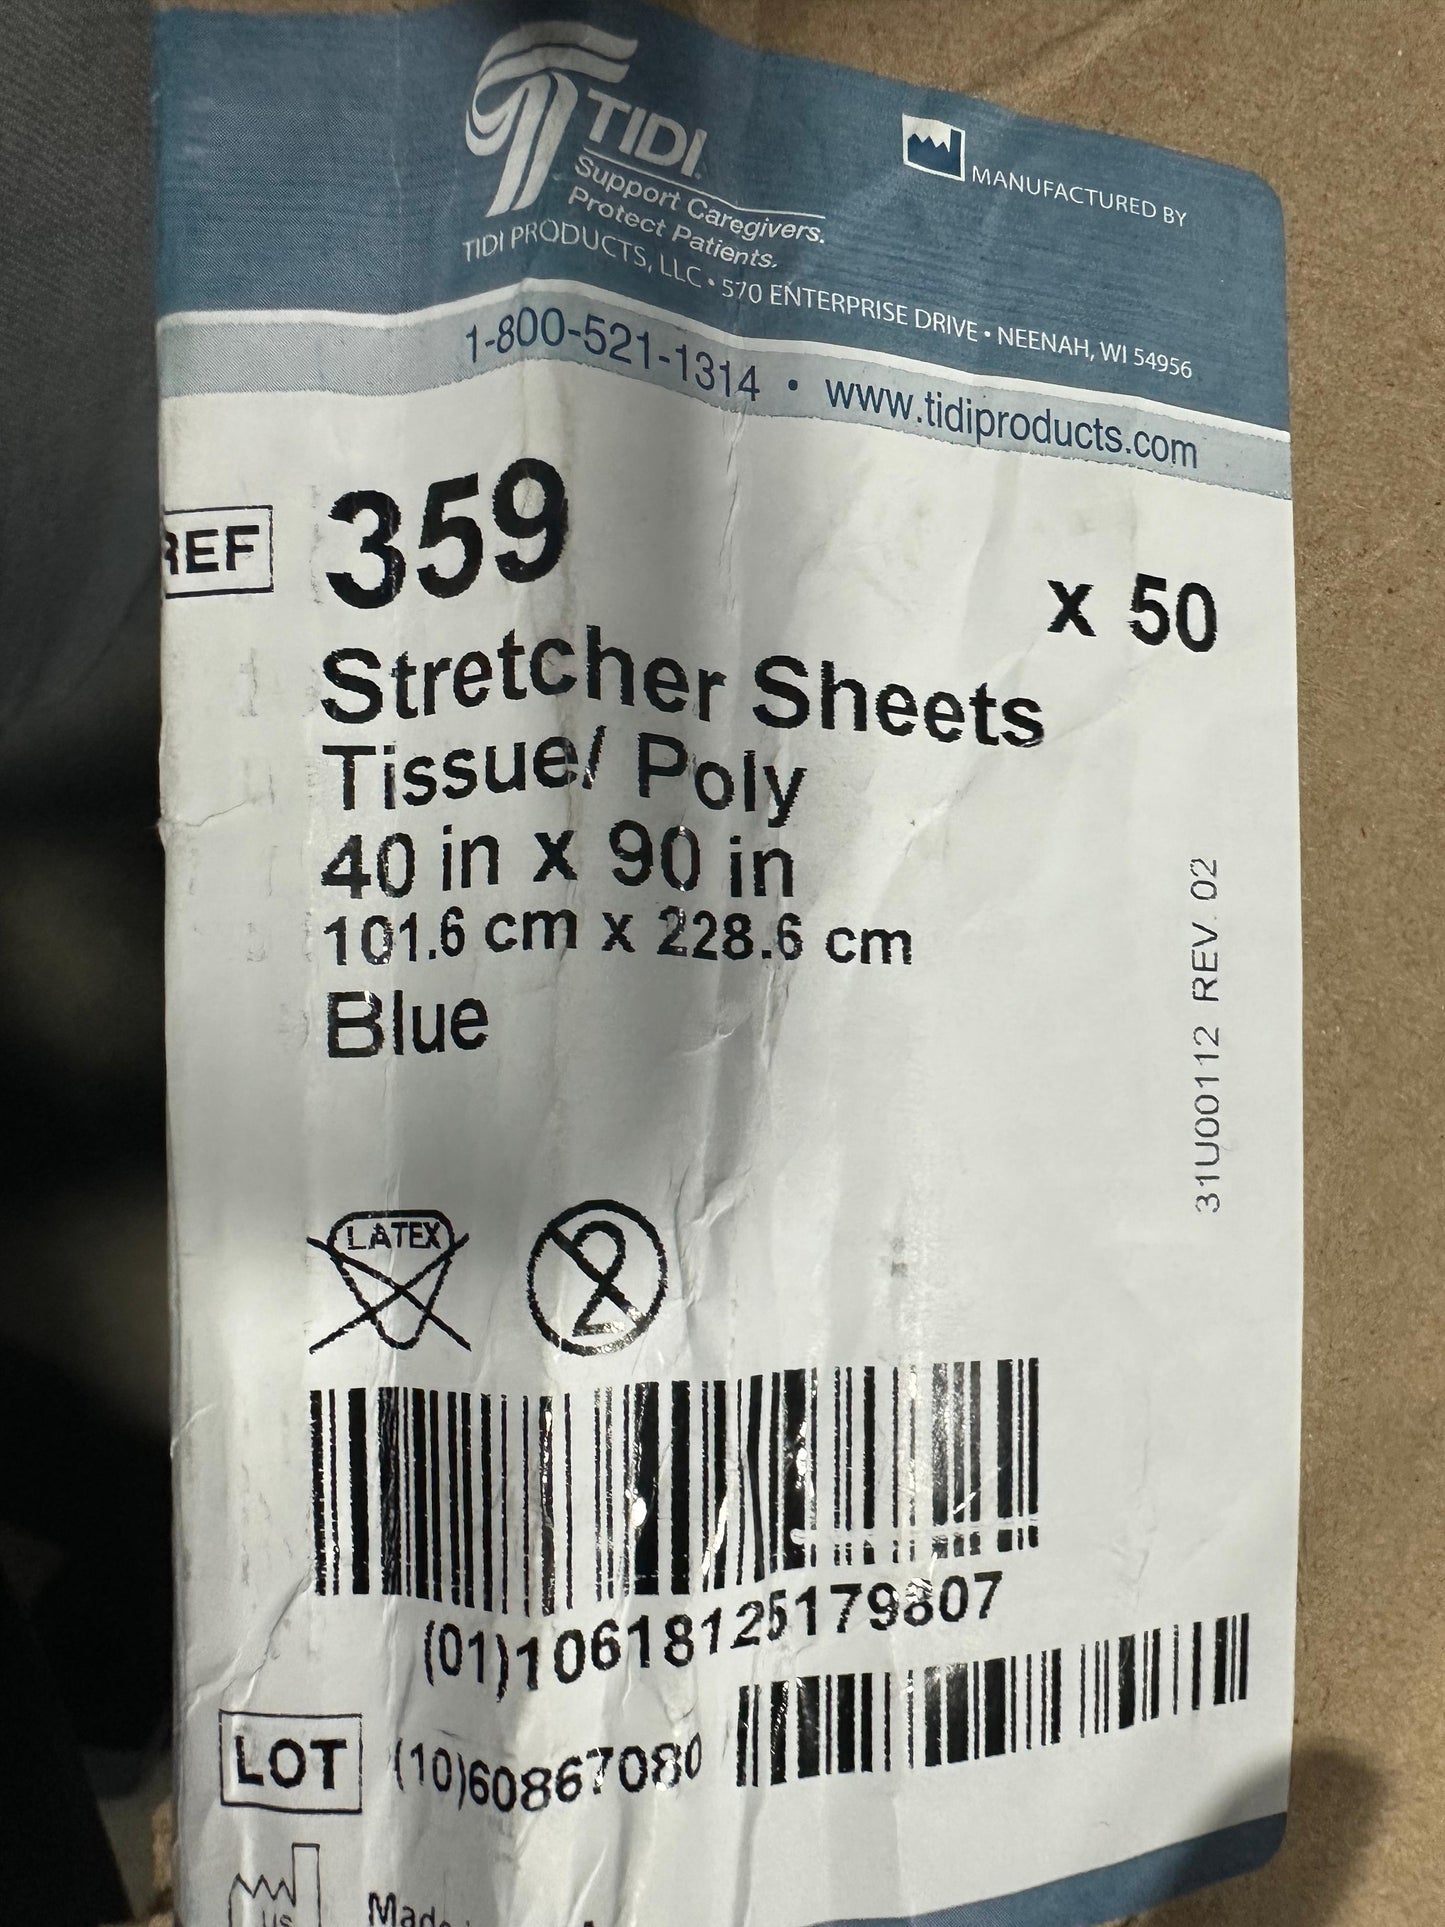 TIDI
Support Caregivers.
Protect Patients.
MANUFACTURED BY
TIDI PRODUCTS, LLC • 570 ENTERPRISE DRIVE • NEENAH, WI 54956
1-800-521-1314 • www.tidiproducts.com
REF 359 x 50
Stretcher Sheets
Tissue/ Poly
40 in x 90 in
101.6 cm x 228.6 cm
Blue
31U00112 REV. 02
LATEX 2
(01)10618125179807
LOT (10)60867080
US